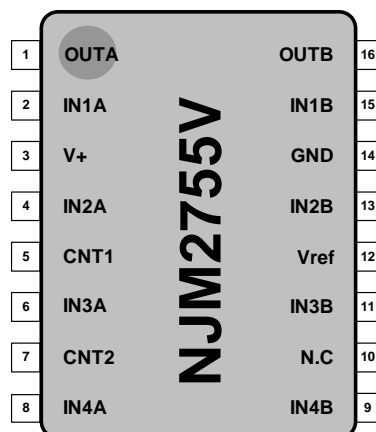 1 OUTA OUTB 16
2 IN1A IN1B 15
3 V+ GND 14
4 IN2A IN2B 13
5 CNT1 Vref 12
6 IN3A IN3B 11
7 CNT2 N.C 10
8 IN4A IN4B 9
NJM2755V